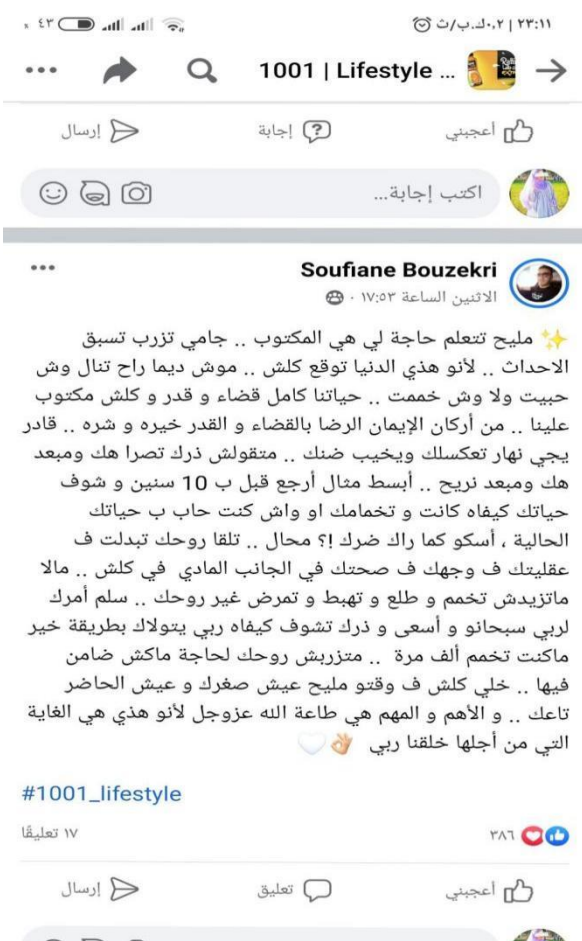 ٢٣:١١ | ٠,٢ك.ب/ث
٤٣
1001 | Lifestyle ...
أعجبني
إجابة
إرسال
اكتب إجابة...
Soufiane Bouzekri
الاثنين الساعة ١٧:٥٣ ·
✨ مليح تتعلم حاجة لي هي المكتوب .. جامي تزرب تسبق
الاحداث .. لأنو هذي الدنيا توقع كلش .. موش ديما راح تنال وش
حبيت ولا وش خممت .. حياتنا كامل قضاء و قدر و كلش مكتوب
علينا .. من أركان الإيمان الرضا بالقضاء و القدر خيره و شره .. قادر
يجي نهار تعكسلك ويخيب ضنك .. متقولش ذرك تصرا هك ومبعد
هك ومبعد نريح .. أبسط مثال أرجع قبل ب 10 سنين و شوف
حياتك كيفاه كانت و تخمامك او واش كنت حاب ب حياتك
الحالية ، أسكو كما راك ضرك !؟ محال .. تلقا روحك تبدلت ف
عقليتك ف وجهك ف صحتك في الجانب المادي في كلش .. مالا
ماتزيدش تخمم و طلع و تهبط و تمرض غير روحك .. سلم أمرك
لربي سبحانو و أسعى و ذرك تشوف كيفاه ربي يتولاك بطريقة خير
ماكنت تخمم ألف مرة .. متزربش روحك لحاجة ماكش ضامن
فيها .. خلي كلش ف وقتو مليح عيش صغرك و عيش الحاضر
تاعك .. و الأهم و المهم هي طاعة الله عزوجل لأنو هذي هي الغاية
التي من أجلها خلقنا ربي 👌🏻🤍
#1001_lifestyle
٣٨٦
١٧ تعليقًا
أعجبني
تعليق
إرسال